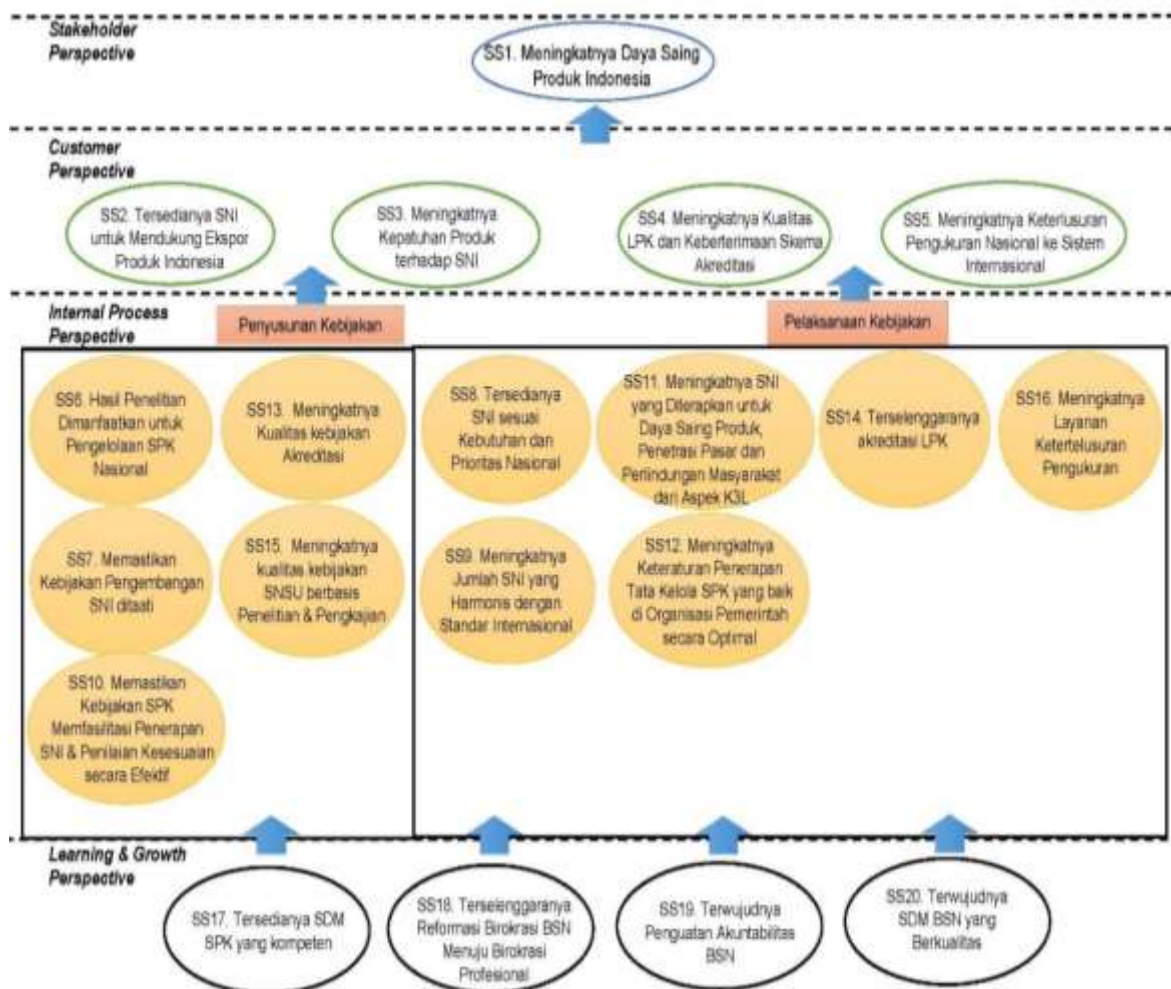 Stakeholder
Perspective
SS1. Meningkatnya Daya Saing
Produk Indonesia
Customer
Perspective
SS2. Tersedianya SNI
untuk Mendukung Ekspor
Produk Indonesia
SS3. Meningkatnya
Kepatuhan Produk
terhadap SNI
SS4. Meningkatnya Kualitas
LPK dan Keberterimaan Skema
Akreditasi
SS5. Meningkatnya Keterlusuran
Pengukuran Nasional ke Sistem
Internasional
Internal Process
Perspective
Penyusunan Kebijakan
Pelaksanaan Kebijakan
SS6. Hasil Penelitian
Dimanfaatkan untuk
Pengelolaan SPK
Nasional
SS13. Meningkatnya
Kualitas kebijakan
Akreditasi
SS8. Tersedianya
SNI sesuai
Kebutuhan dan
Prioritas Nasional
SS11. Meningkatnya SNI
yang Diterapkan untuk
Daya Saing Produk,
Penetrasi Pasar dan
Perlindungan Masyarakat
dari Aspek K3L
SS14. Terselenggaranya
akreditasi LPK
SS16. Meningkatnya
Layanan
Ketertelusuran
Pengukuran
SS7. Memastikan
Kebijakan Pengembangan
SNI ditaati
SS15. Meningkatnya
kualitas kebijakan
SNSU berbasis
Penelitian & Pengkajian
SS9. Meningkatnya
Jumlah SNI yang
Harmonis dengan
Standar Internasional
SS12. Meningkatnya
Keteraturan Penerapan
Tata Kelola SPK yang baik
di Organisasi Pemerintah
secara Optimal
SS10. Memastikan
Kebijakan SPK
Memfasilitasi Penerapan
SNI & Penilaian Kesesuaian
secara Efektif
Learning & Growth
Perspective
SS17. Tersedianya SDM
SPK yang kompeten
SS18. Terselenggaranya
Reformasi Birokrasi BSN
Menuju Birokrasi
Profesional
SS19. Terwujudnya
Penguatan Akuntabilitas
BSN
SS20. Terwujudnya
SDM BSN yang
Berkualitas